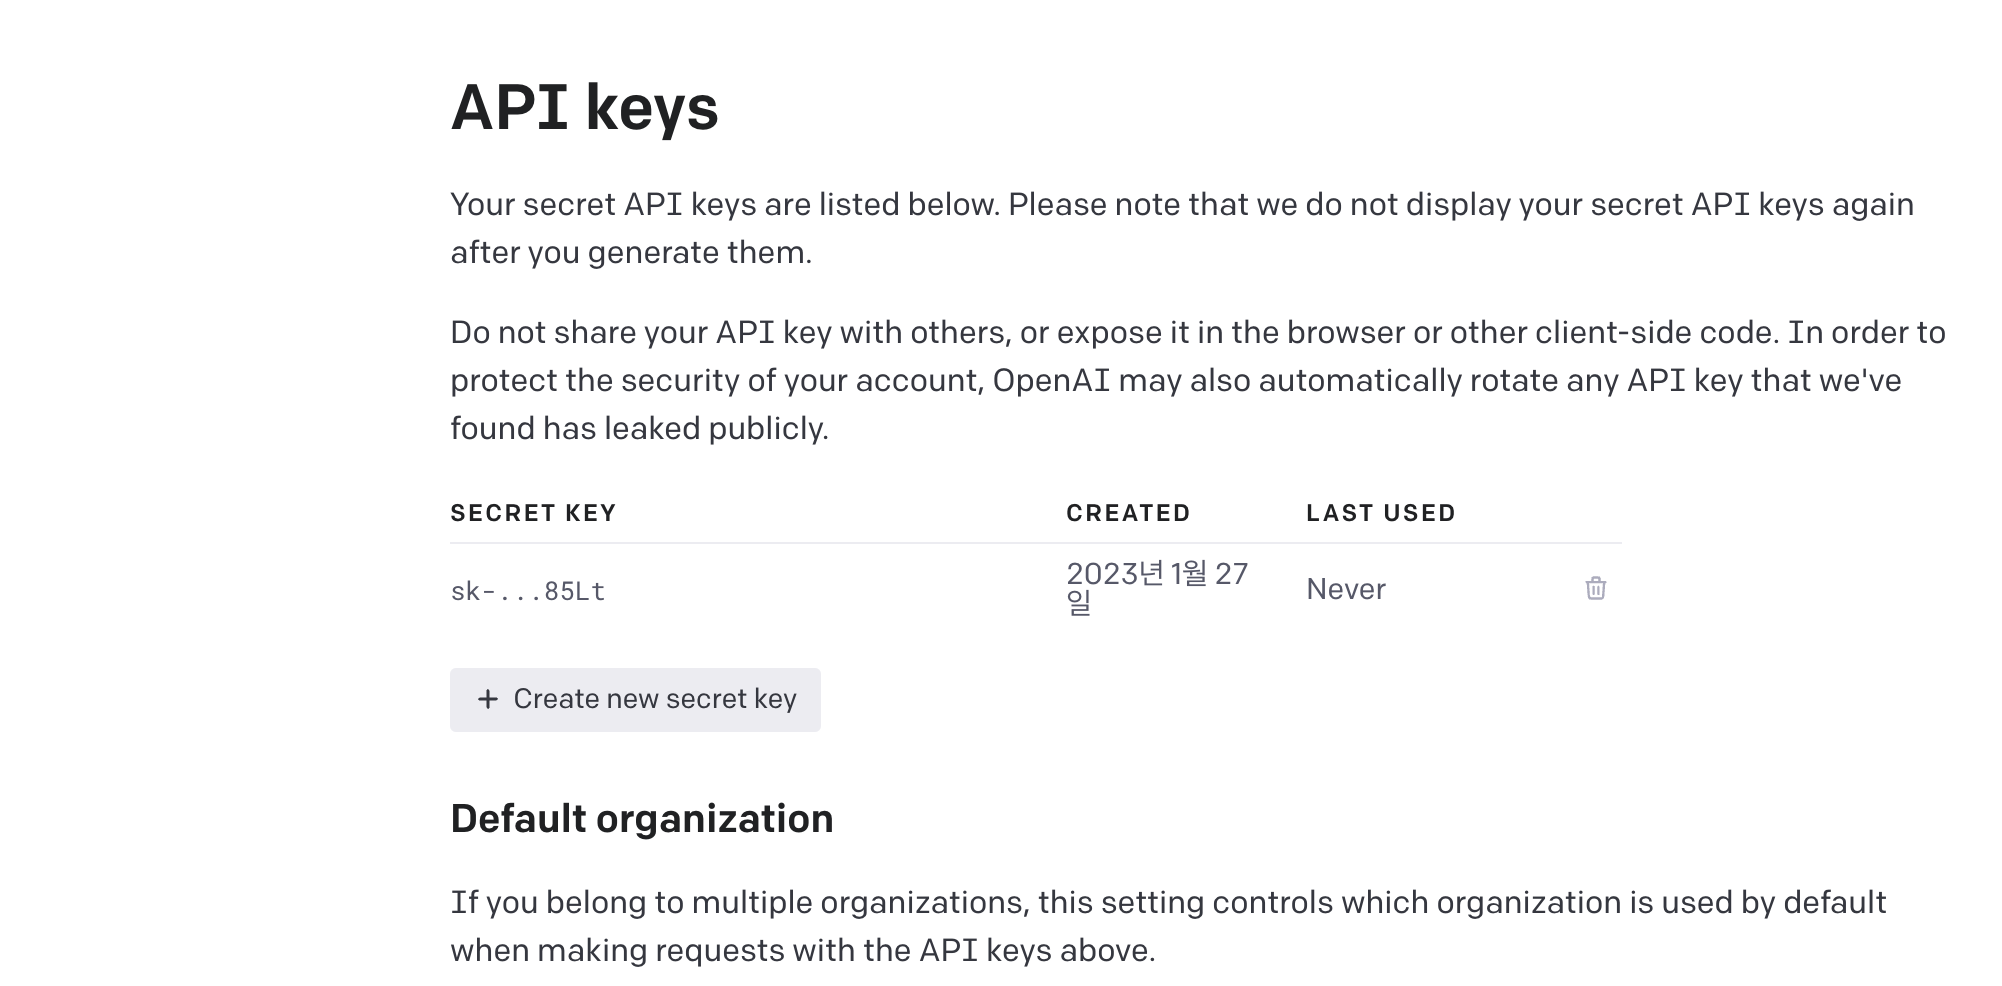 API keys
Your secret API keys are listed below. Please note that we do not display your secret API keys again
after you generate them.
Do not share your API key with others, or expose it in the browser or other client-side code. In order to
protect the security of your account, OpenAI may also automatically rotate any API key that we've
found has leaked publicly.
SECRET KEY CREATED LAST USED
sk-...85Lt 2023년 1월 27 Never
일
+ Create new secret key
Default organization
If you belong to multiple organizations, this setting controls which organization is used by default
when making requests with the API keys above.